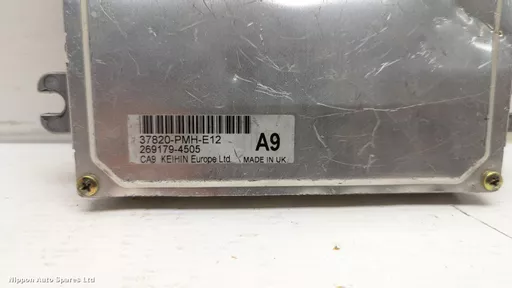 37820-PMH-E12
269179-4505
CA9 KEIHIN Europe Ltd
A9
MADE IN UK
Nippon Auto Spares Ltd